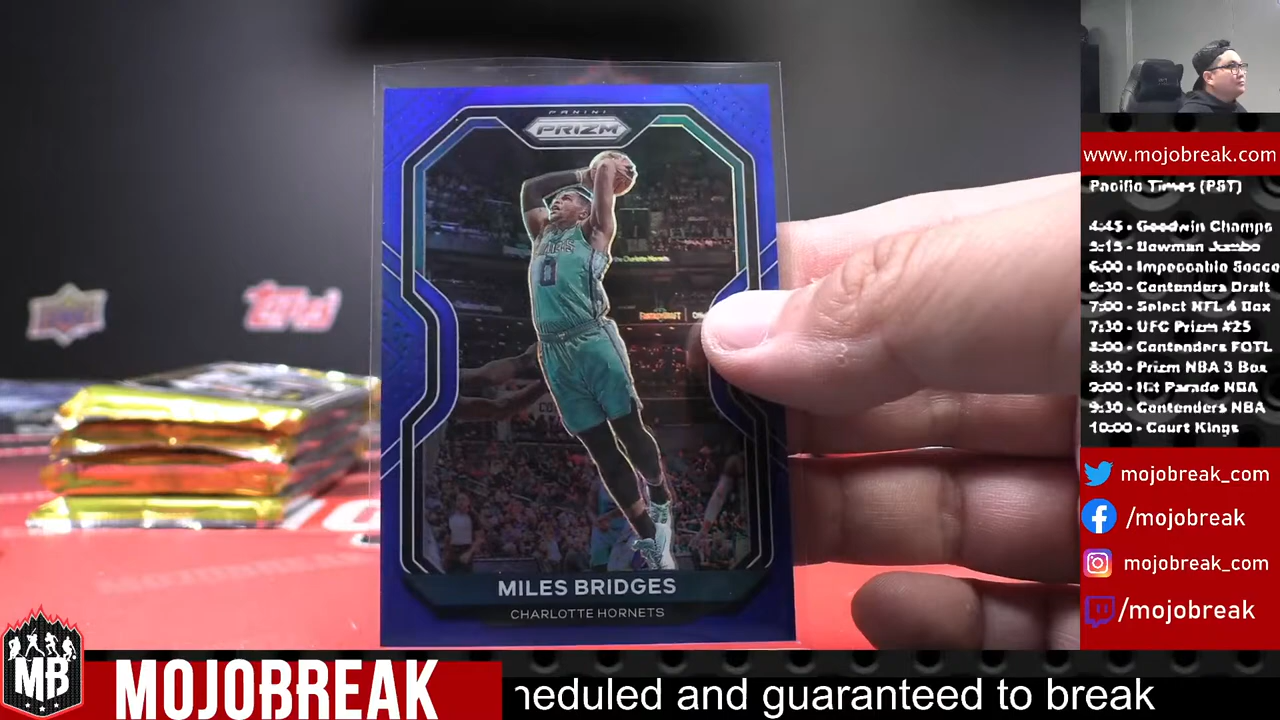 PANINI
PRIZM
0
MILES BRIDGES
CHARLOTTE HORNETS
topps
www.mojobreak.com
Pacific Times (PST)
4:45 - Goodwin Champs
5:15 - Bowman Jumbo
6:00 - Impeccable Socce
6:30 - Contenders Draft
7:00 - Select NFL 4 Box
7:30 - UFC Prizm #25
8:00 - Contenders FOTL
8:30 - Prizm NBA 3 Box
9:00 - Hit Parade NBA
9:30 - Contenders NBA
10:00 - Court Kings
mojobreak_com
/mojobreak
mojobreak_com
/mojobreak
MB
MOJOBREAK
heduled and guaranteed to break